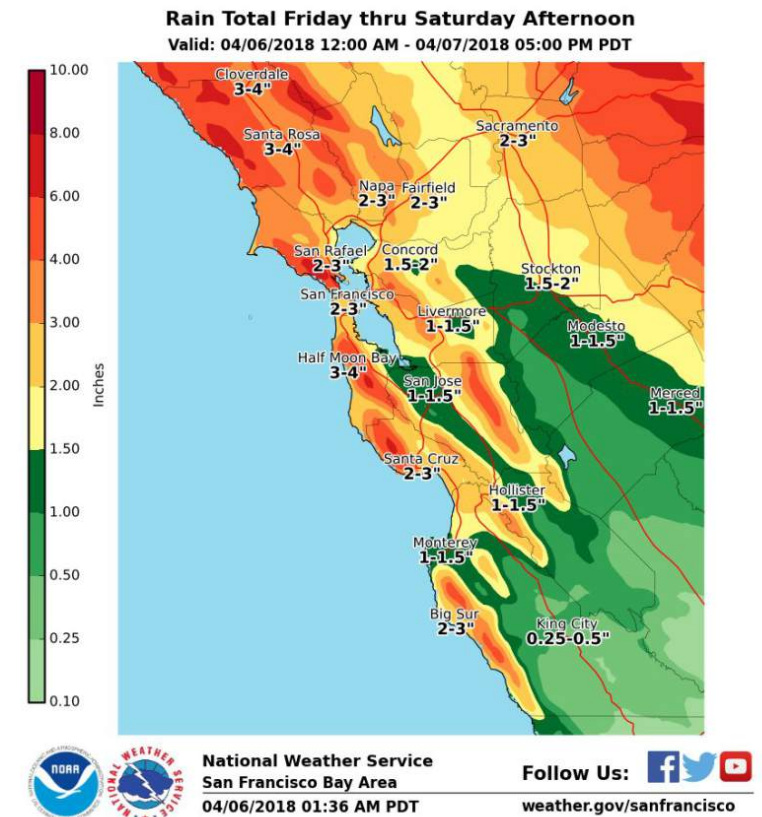 Rain Total Friday thru Saturday Afternoon
Valid: 04/06/2018 12:00 AM - 04/07/2018 05:00 PM PDT
10.00
8.00
6.00
4.00
3.00
2.00
1.50
1.00
0.50
0.25
0.10
Inches
Cloverdale
3-4"
Santa Rosa
3-4"
Sacramento
2-3"
Napa
2-3"
Fairfield
2-3"
San Rafael
2-3"
Concord
1.5-2"
Stockton
1.5-2"
San Francisco
2-3"
Livermore
1-1.5"
Modesto
1-1.5"
Half Moon Bay
3-4"
San Jose
1-1.5"
Merced
1-1.5"
Santa Cruz
2-3"
Hollister
1-1.5"
Monterey
1-1.5"
Big Sur
2-3"
King City
0.25-0.5"
NOAA
NATIONAL WEATHER SERVICE
National Weather Service
San Francisco Bay Area
04/06/2018 01:36 AM PDT
Follow Us:
weather.gov/sanfrancisco